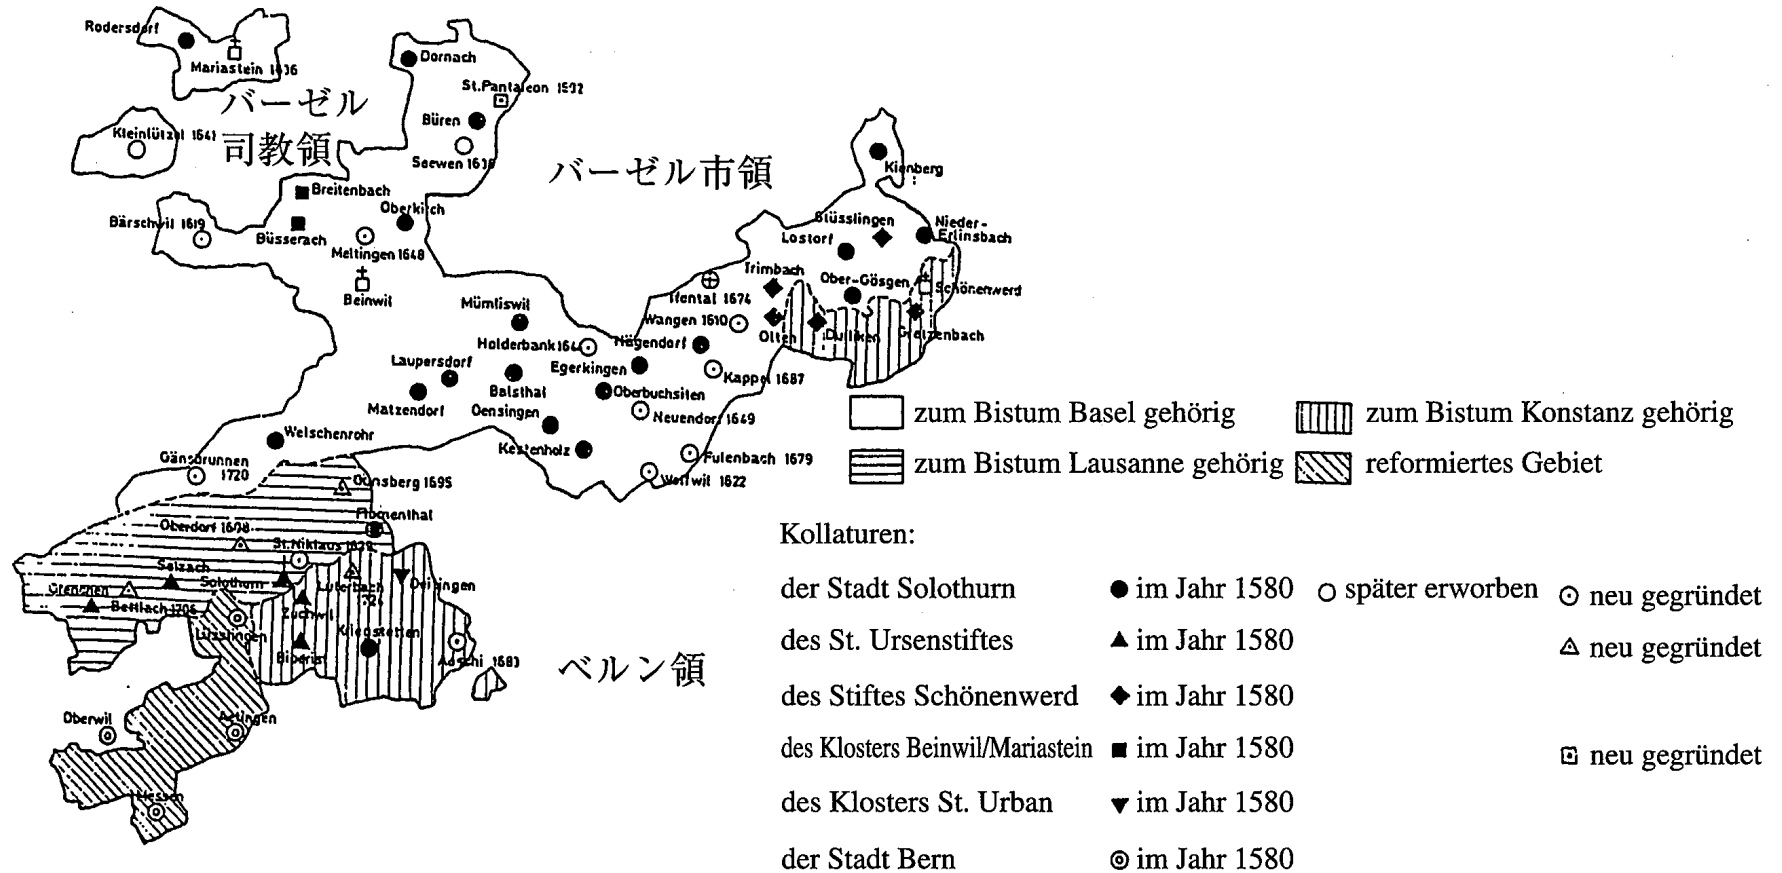 Rodersdorf
Mariastein 1636
Dornach
St.Pantaleon 1692
バーゼル
司教領
Büren
Kleinlützel 1641
Seewen 1636
バーゼル市領
Kienberg
Breitenbach
Oberkirch
Bärschwil 1619
Büsserach
Meltingen 1648
Beinwil
Stüsslingen
Nieder-
Erlinsbach
Lostorf
Trimbach
Ober-Gösgen
Schönenwerd
Ifental 1674
Mümliswil
Wangen 1610
Olten
Dulliken
Gretzenbach
Holderbank
Hägendorf
Laupersdorf
Egerkingen
Kappel 1687
Balsthal
Oberbuchsiten
Matzendorf
Oensingen
Neuendorf 1649
Welschenrohr
Kestenholz
Fulenbach 1679
Gänsbrunnen
1720
Wolfwil 1622
Günsberg 1695
Flumenthal
Oberdorf 1608
St.Niklaus
Selzach
Solothurn
Luterbach
Deitingen
Grenchen
Bettlach
Zuchwil
Lüsslingen
Kriegstetten
Biberist
Aeschi 1683
ベルン領
Oberwil
Aetingen
Messen
zum Bistum Basel gehörig
zum Bistum Konstanz gehörig
zum Bistum Lausanne gehörig
reformiertes Gebiet
Kollaturen:
der Stadt Solothurn im Jahr 1580 später erworben neu gegründet
des St. Ursenstiftes im Jahr 1580 neu gegründet
des Stiftes Schönenwerd im Jahr 1580
des Klosters Beinwil/Mariastein im Jahr 1580 neu gegründet
des Klosters St. Urban im Jahr 1580
der Stadt Bern im Jahr 1580